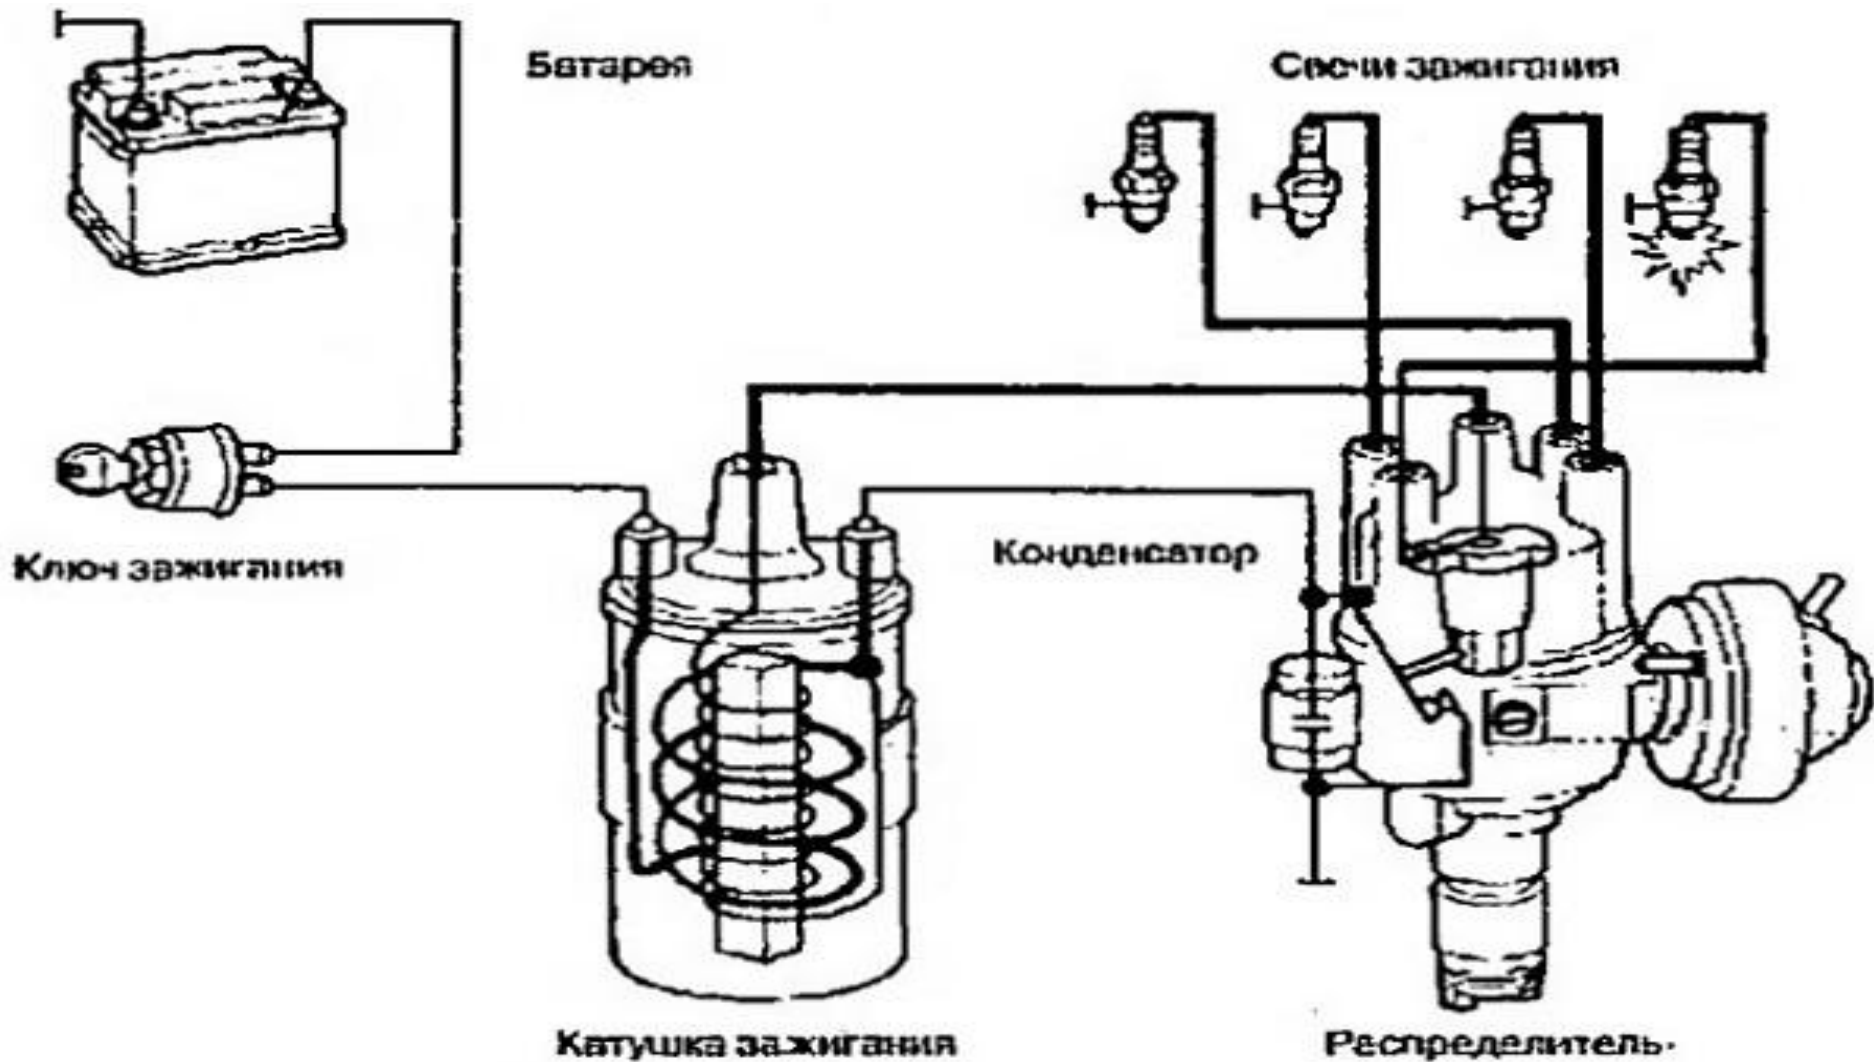 Батарея
Свечи зажигания
Ключ зажигания
Конденсатор
Катушка зажигания
Распределитель